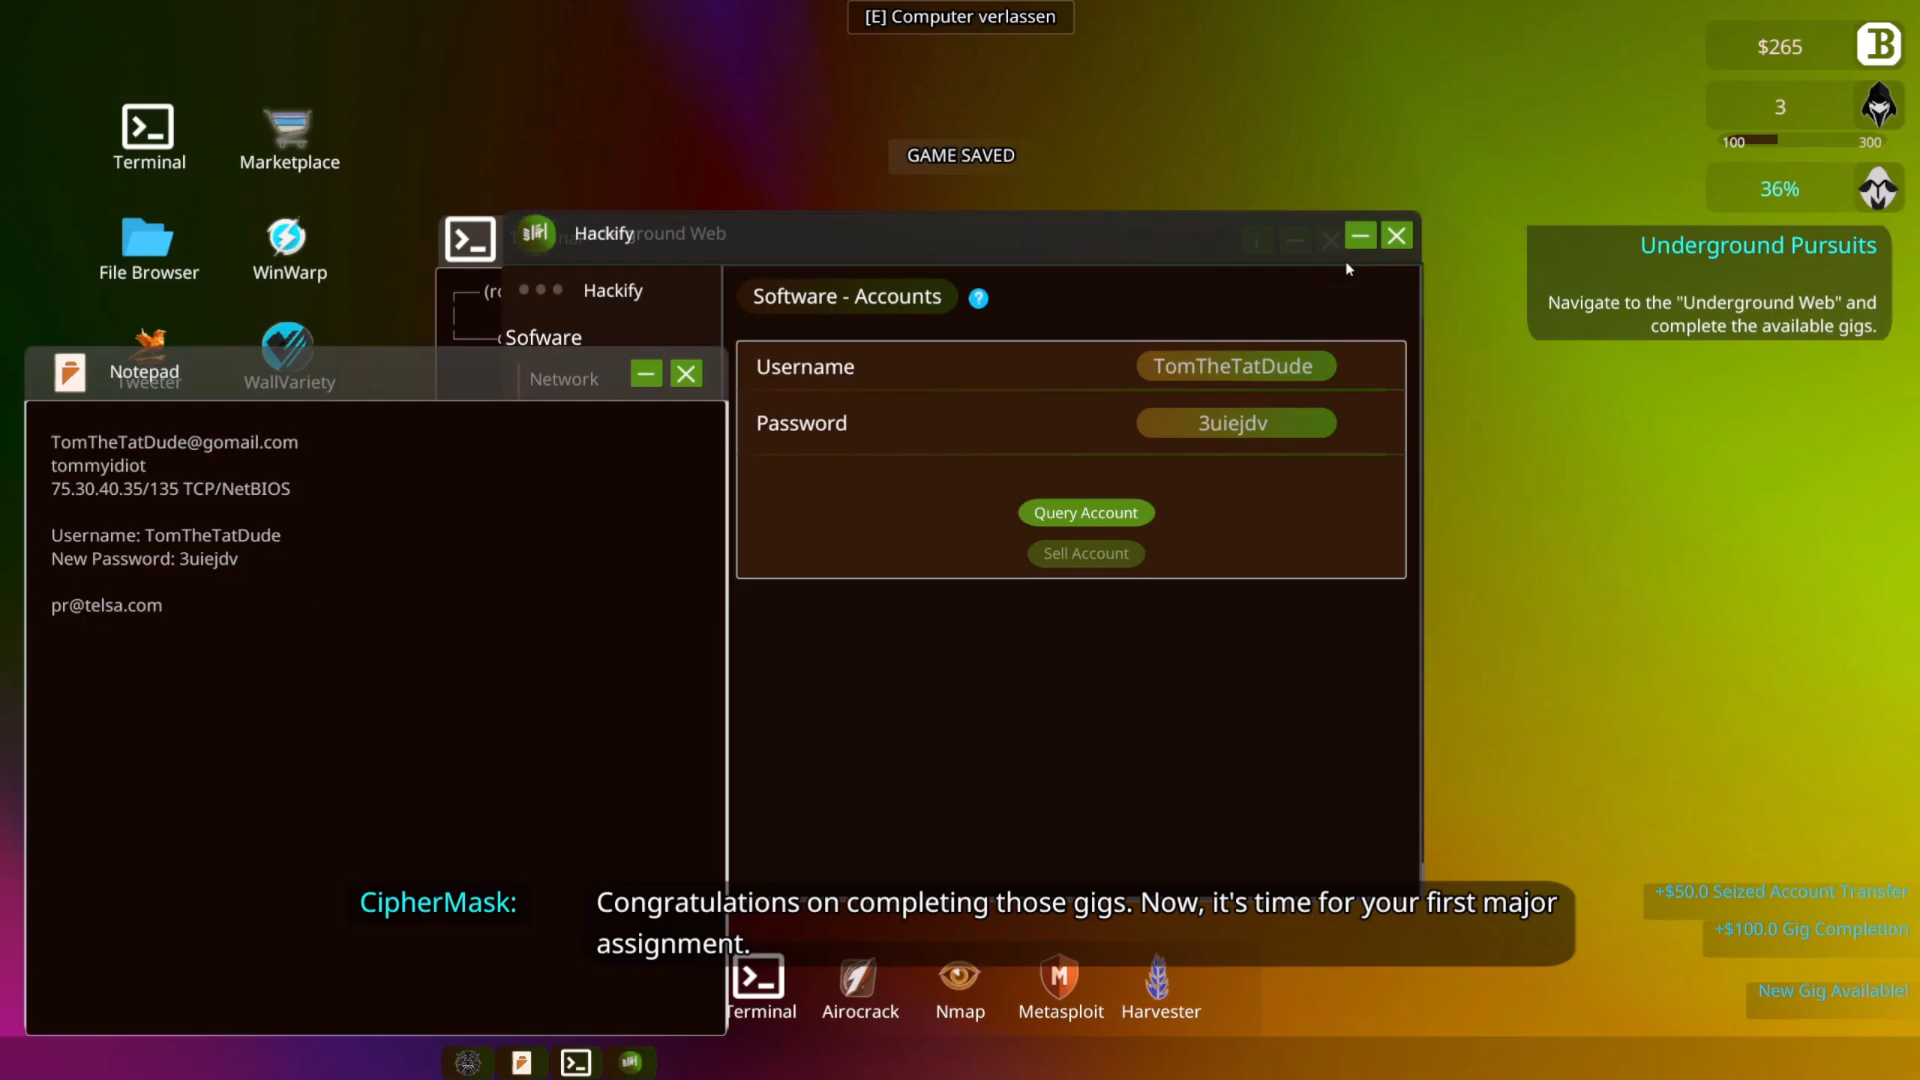 [E] Computer verlassen
$265
3
100 300
36%
GAME SAVED
Underground Pursuits
Navigate to the "Underground Web" and
complete the available gigs.
Terminal
Marketplace
File Browser
WinWarp
Tweeter
WallVariety
Hackify
ground Web
Hackify
Sofware
Network
Software - Accounts
?
Username
TomTheTatDude
Password
3uiejdv
Query Account
Sell Account
Notepad
TomTheTatDude@gomail.com
tommyidiot
75.30.40.35/135 TCP/NetBIOS
Username: TomTheTatDude
New Password: 3uiejdv
pr@telsa.com
CipherMask:
Congratulations on completing those gigs. Now, it's time for your first major
assignment.
+$50.0 Seized Account Transfer
+$100.0 Gig Completion
New Gig Available!
Terminal
Airocrack
Nmap
Metasploit
Harvester